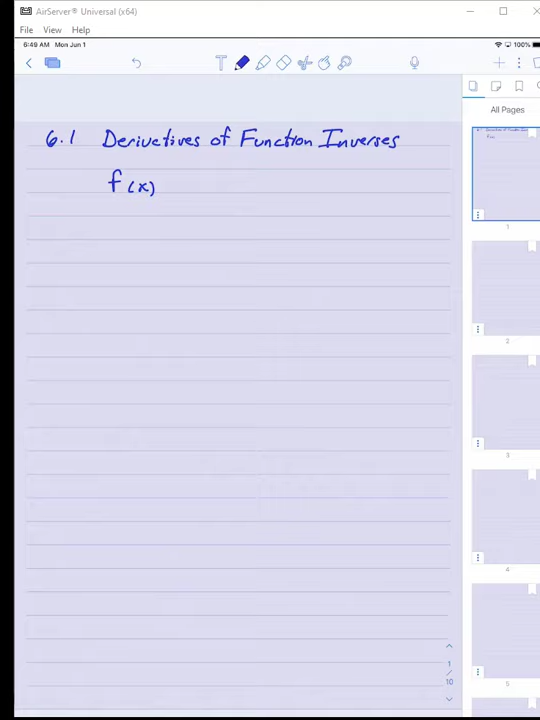 AirServer® Universal (x64)
File View Help
6:49 AM Mon Jun 1
100%
All Pages
6.1 Derivatives of Function Inverses
f(x)
1
2
3
4
5
1
/
10